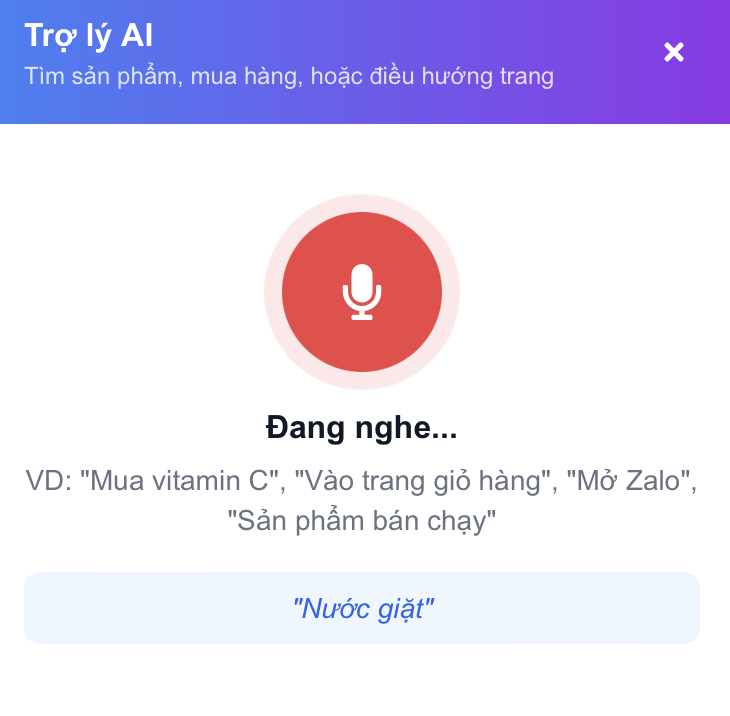 Trợ lý AI
Tìm sản phẩm, mua hàng, hoặc điều hướng trang
Đang nghe...
VD: "Mua vitamin C", "Vào trang giỏ hàng", "Mở Zalo",
"Sản phẩm bán chạy"
"Nước giặt"